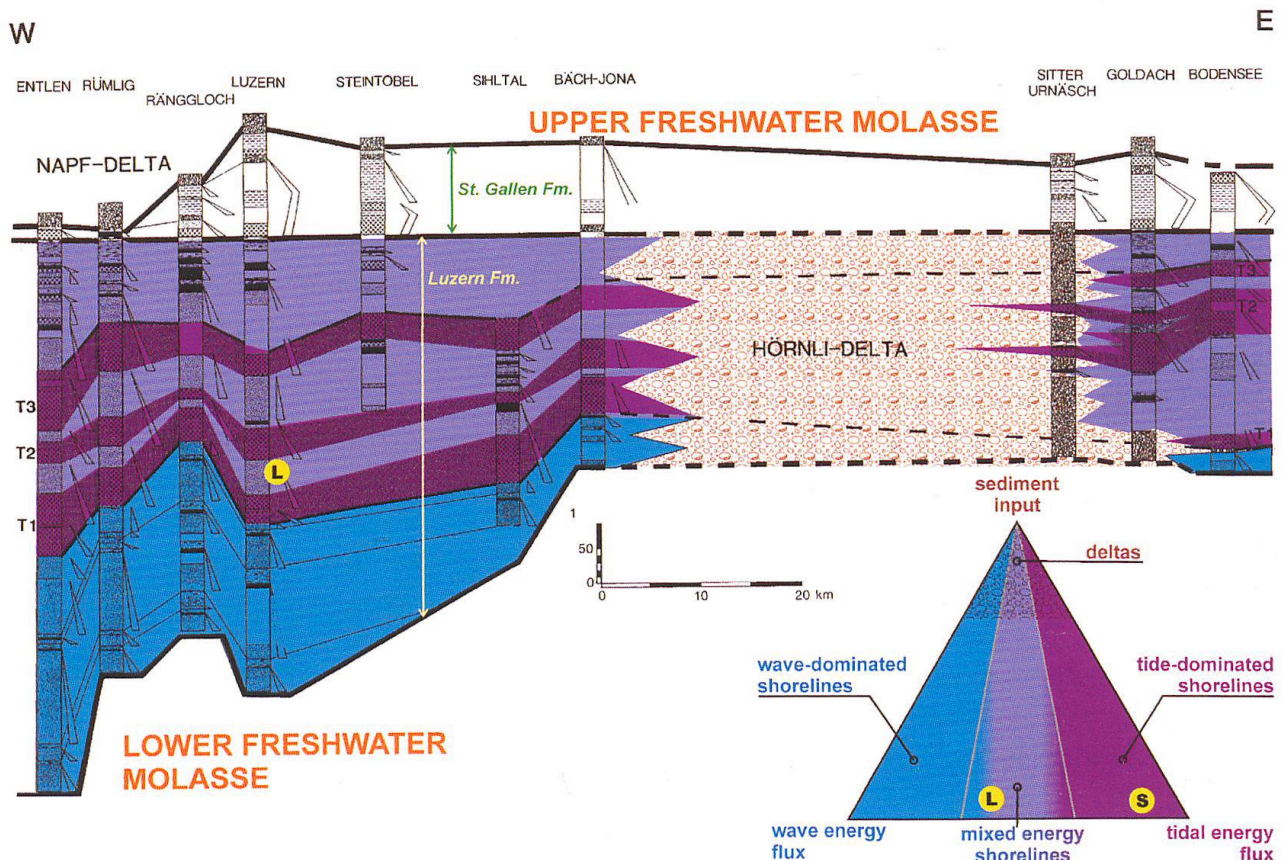 W
E
ENTLEN
RÜMLIG
RÄNGGLOCH
LUZERN
STEINTOBEL
SIHLTAL
BÄCH-JONA
SITTER
URNÄSCH
GOLDACH
BODENSEE
UPPER FRESHWATER MOLASSE
NAPF-DELTA
St. Gallen Fm.
Luzern Fm.
HÖRNLI-DELTA
T3
T2
T1
T3
T2
L
1
50
0
0 10 20 km
LOWER FRESHWATER
MOLASSE
sediment
input
deltas
wave-dominated
shorelines
tide-dominated
shorelines
L
S
wave energy
flux
mixed energy
shorelines
tidal energy
flux